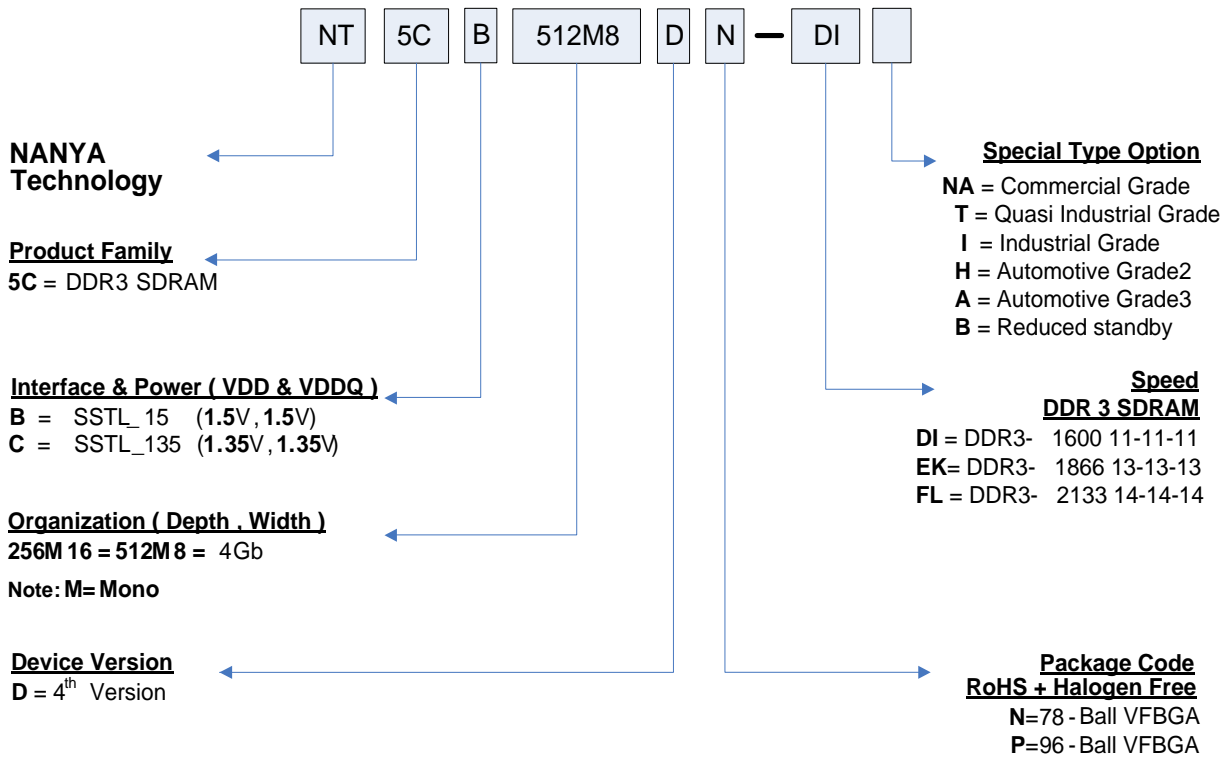 NT 5C B 512M8 D N — DI
NANYA
Technology
Product Family
5C = DDR3 SDRAM
Interface & Power ( VDD & VDDQ )
B = SSTL_ 15 (1.5V , 1.5V)
C = SSTL_135 (1.35V , 1.35V)
Organization ( Depth , Width )
256M 16 = 512M 8 = 4Gb
Note: M= Mono
Device Version
D = 4th Version
Special Type Option
NA = Commercial Grade
T = Quasi Industrial Grade
I = Industrial Grade
H = Automotive Grade2
A = Automotive Grade3
B = Reduced standby
Speed
DDR 3 SDRAM
DI = DDR3- 1600 11-11-11
EK= DDR3- 1866 13-13-13
FL = DDR3- 2133 14-14-14
Package Code
RoHS + Halogen Free
N=78 - Ball VFBGA
P=96 - Ball VFBGA